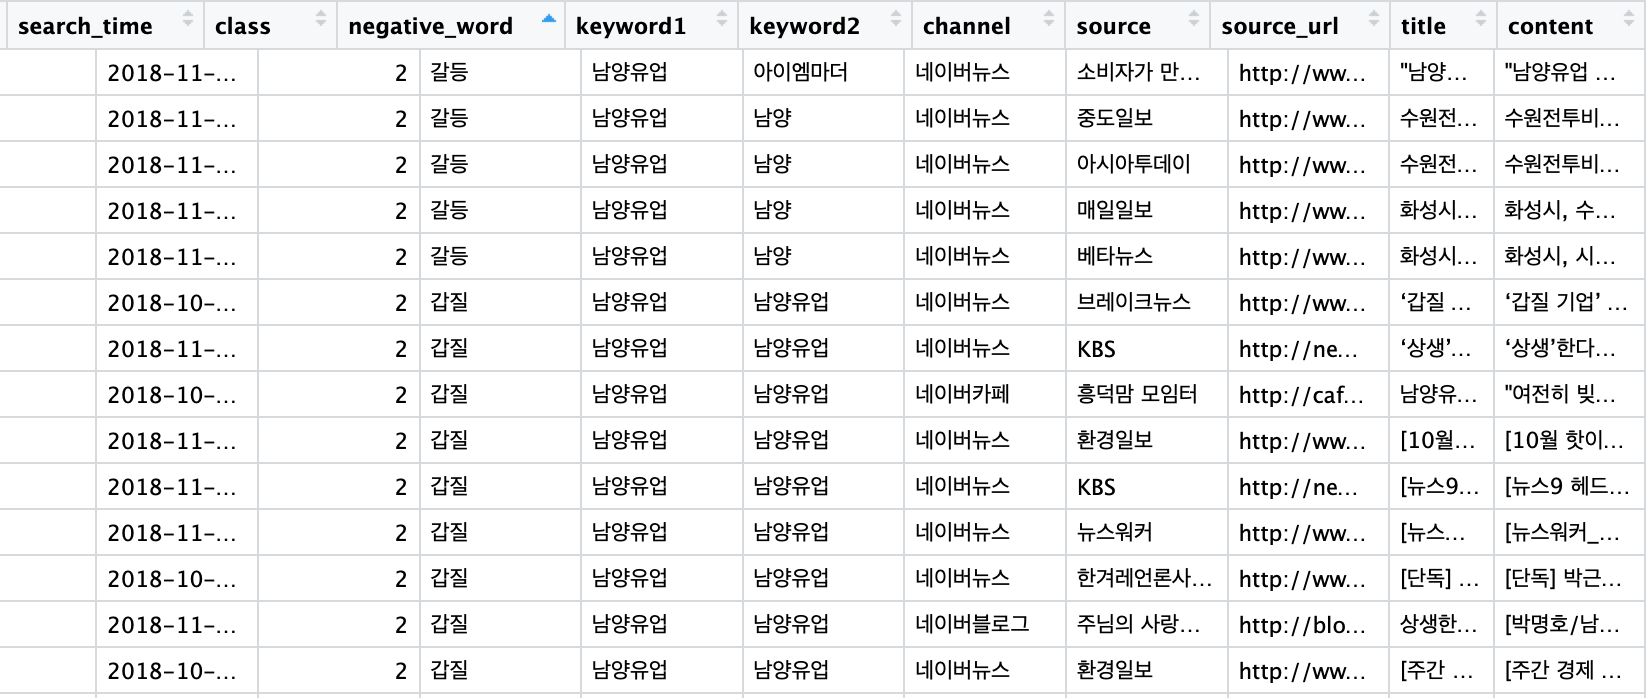 search_time class negative_word keyword1 keyword2 channel source source_url title content
2018-11-... 2 갈등 남양유업 아이엠마더 네이버뉴스 소비자가 만... http://ww... "남양... "남양유업 ...
2018-11-... 2 갈등 남양유업 남양 네이버뉴스 중도일보 http://ww... 수원전... 수원전투비...
2018-11-... 2 갈등 남양유업 남양 네이버뉴스 아시아투데이 http://ww... 수원전... 수원전투비...
2018-11-... 2 갈등 남양유업 남양 네이버뉴스 매일일보 http://ww... 화성시... 화성시, 수...
2018-11-... 2 갈등 남양유업 남양 네이버뉴스 베타뉴스 http://ww... 화성시... 화성시, 시...
2018-10-... 2 갑질 남양유업 남양유업 네이버뉴스 브레이크뉴스 http://ww... ‘갑질 ... ‘갑질 기업’ ...
2018-11-... 2 갑질 남양유업 남양유업 네이버뉴스 KBS http://ne... ‘상생’... ‘상생’한다...
2018-10-... 2 갑질 남양유업 남양유업 네이버카페 흥덕맘 모임터 http://caf... 남양유... "여전히 빚...
2018-11-... 2 갑질 남양유업 남양유업 네이버뉴스 환경일보 http://ww... [10월... [10월 핫이...
2018-11-... 2 갑질 남양유업 남양유업 네이버뉴스 KBS http://ne... [뉴스9... [뉴스9 헤드...
2018-11-... 2 갑질 남양유업 남양유업 네이버뉴스 뉴스워커 http://ww... [뉴스... [뉴스워커_...
2018-10-... 2 갑질 남양유업 남양유업 네이버뉴스 한겨레언론사... http://ww... [단독] ... [단독] 박근...
2018-11-... 2 갑질 남양유업 남양유업 네이버블로그 주님의 사랑... http://blo... 상생한... [박명호/남...
2018-10-... 2 갑질 남양유업 남양유업 네이버뉴스 환경일보 http://ww... [주간 ... [주간 경제 ...